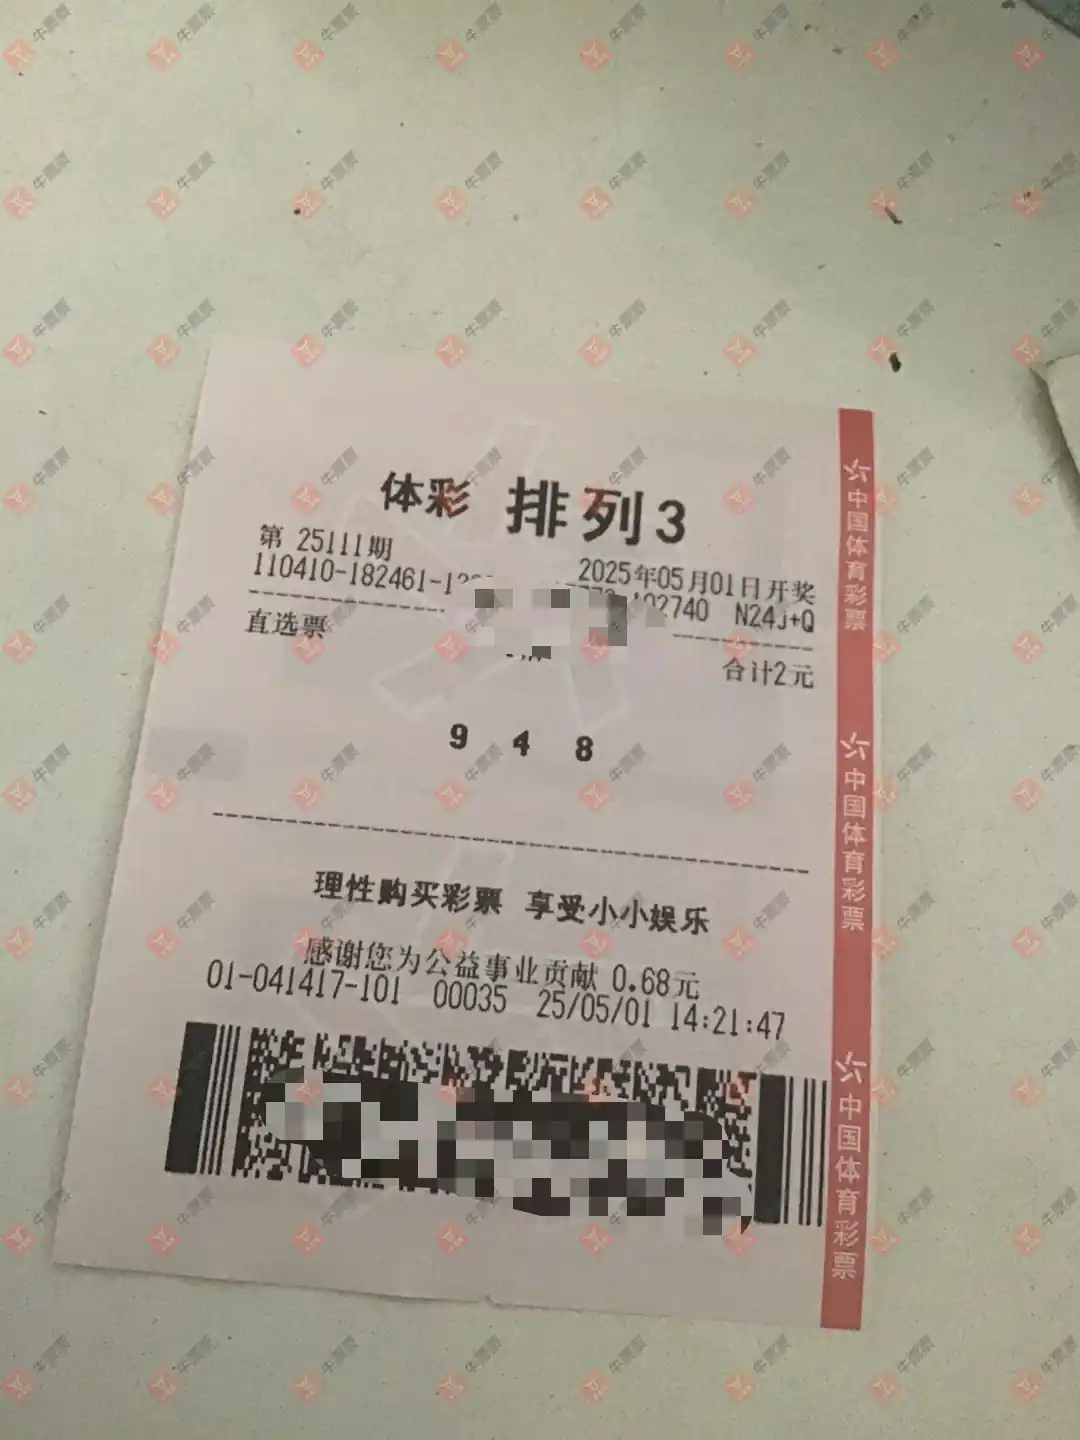 体彩 排列3
第 25111期 2025年05月01日开奖
110410-182461- 102740 N24J+Q
直选票 合计2元
9 4 8
理性购买彩票 享受小小娱乐
感谢您为公益事业贡献 0.68元
01-041417-101 00035 25/05/01 14:21:47
中国体育彩票
中国体育彩票
中国体育彩票
牛票票